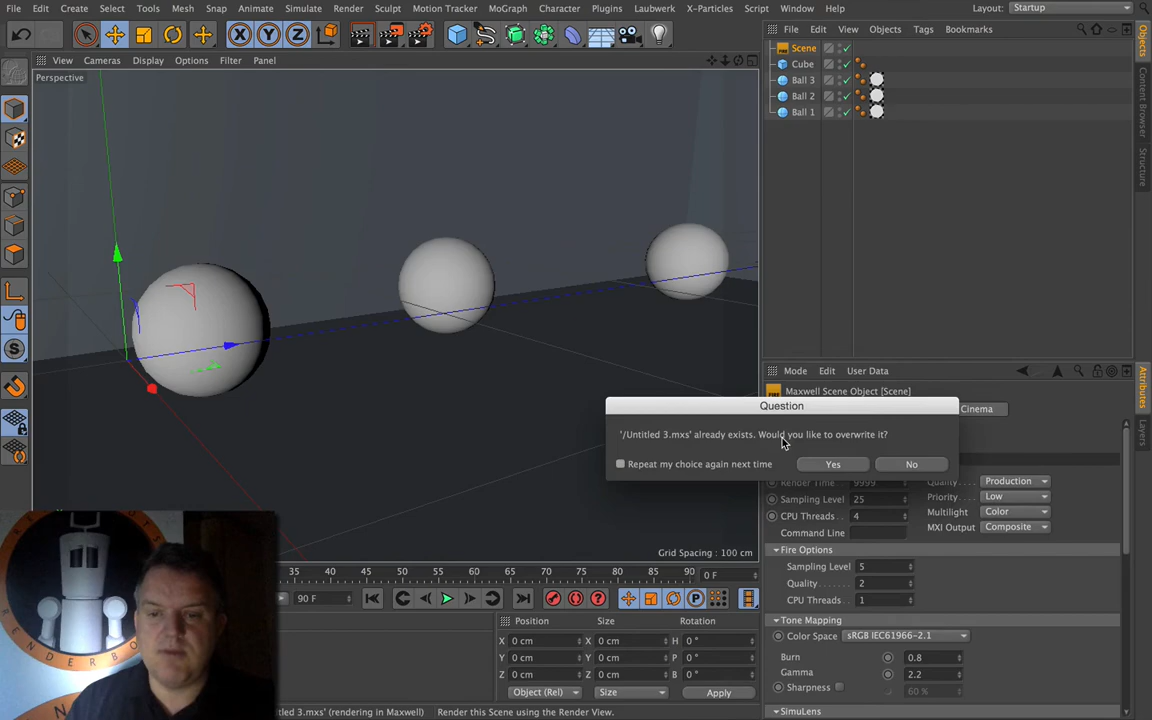 File Edit Create Select Tools Mesh Snap Animate Simulate Render Sculpt Motion Tracker MoGraph Character Plugins Lumiscaphe X-Particles Script Window Help Layout: Startup
File Edit View Objects Tags Bookmarks
Scene
Cube
Ball 3
Ball 2
Ball 1
Objects
Content Browser
Structure
View Cameras Display Options Filter Panel
Perspective
Grid Spacing : 100 cm
Mode Edit User Data
Maxwell Scene Object [Scene]
Cinema
Attributes
Layers
Question
'/Untitled 3.mxs' already exists. Would you like to overwrite it?
Repeat my choice again next time Yes No
Render Time 9999 Quality Production
Sampling Level 25 Priority Low
CPU Threads 4 Multilight Color
Command Line MXI Output Composite
Fire Options
Sampling Level 5
Quality 2
CPU Threads 1
Tone Mapping
Color Space sRGB IEC61966-2.1
Burn 0.8
Gamma 2.2
Sharpness 60 %
SimuLens
35 40 45 50 55 60 65 70 75 80 85 90 0 F
90 F
Position Size Rotation
X 0 cm X 0 cm H 0 °
Y 0 cm Y 0 cm P 0 °
Z 0 cm Z 0 cm B 0 °
Object (Rel) Size Apply
tled 3.mxs' (rendering in Maxwell) Render this Scene using the Render View.